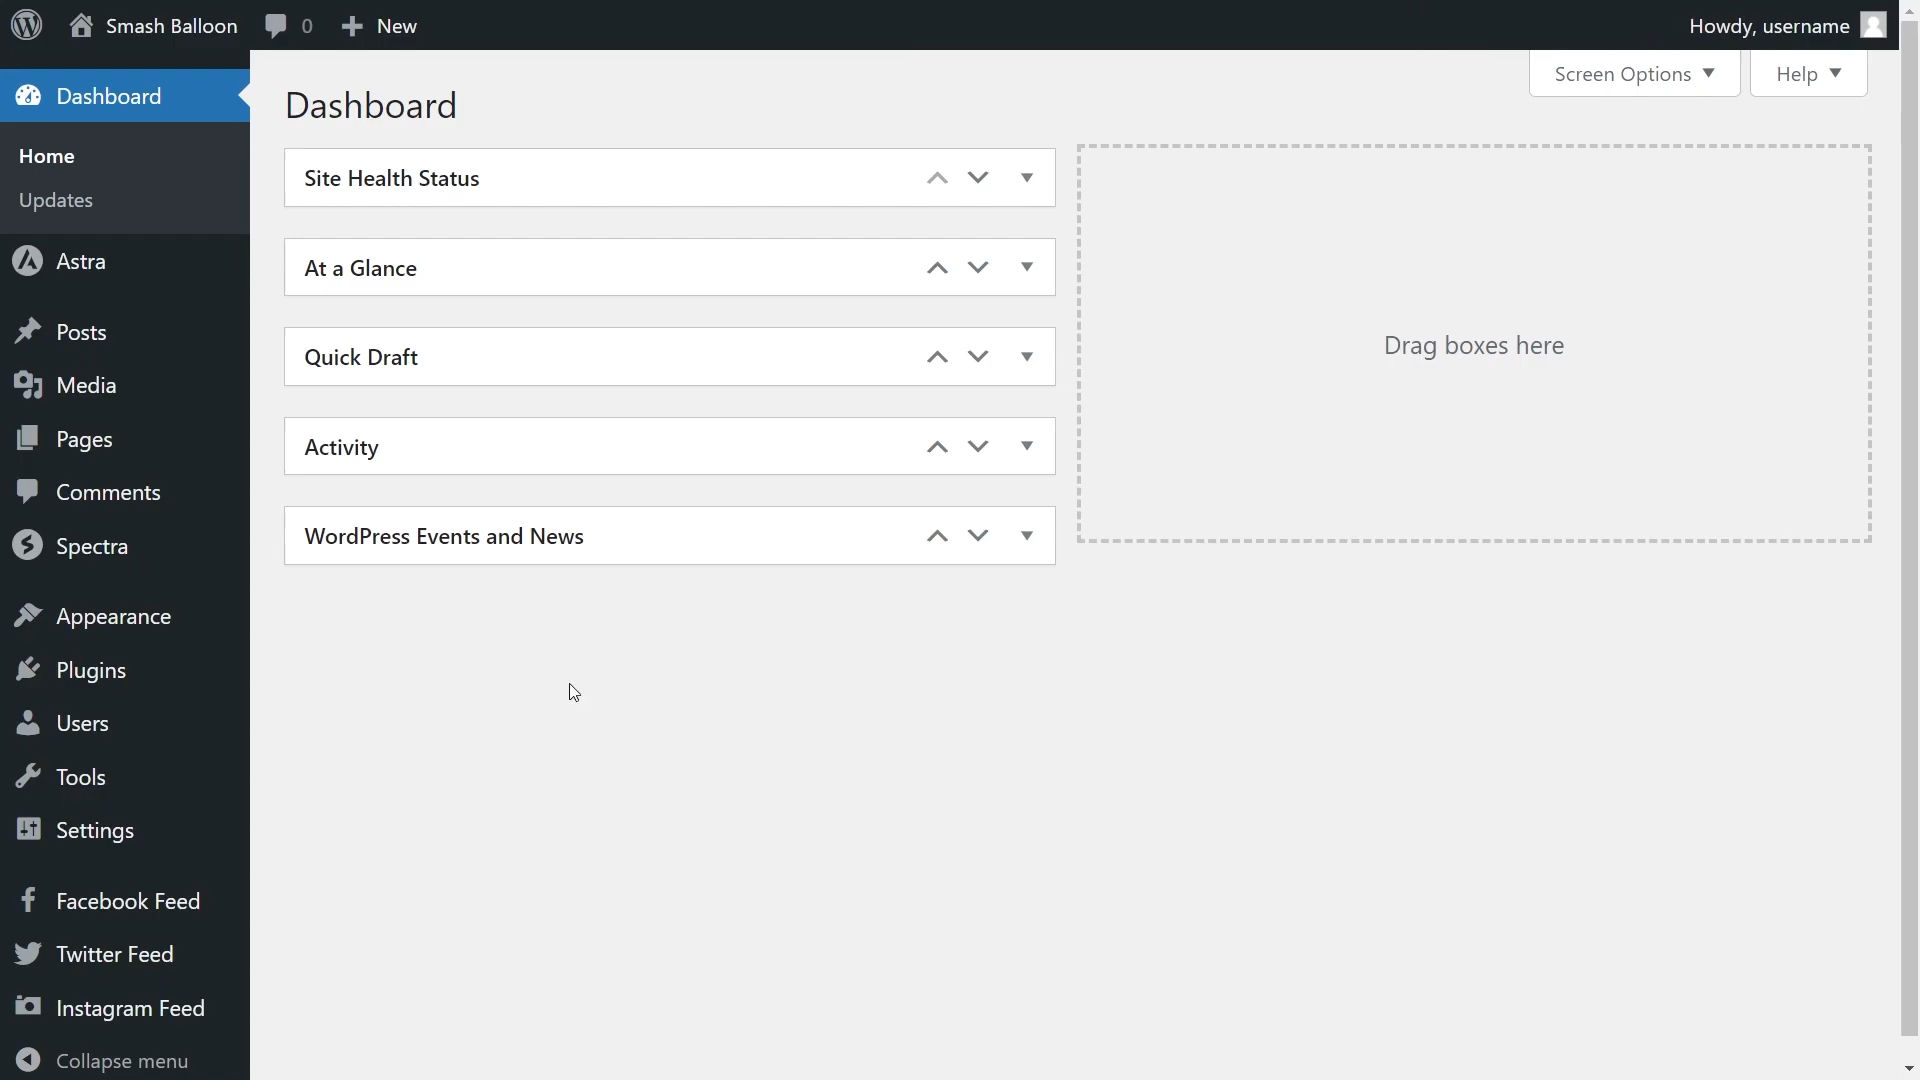 Smash Balloon
0
New
Howdy, username
Screen Options
Help
Dashboard
Home
Updates
Astra
Posts
Media
Pages
Comments
Spectra
Appearance
Plugins
Users
Tools
Settings
Facebook Feed
Twitter Feed
Instagram Feed
Collapse menu
Dashboard
Site Health Status
At a Glance
Quick Draft
Activity
WordPress Events and News
Drag boxes here